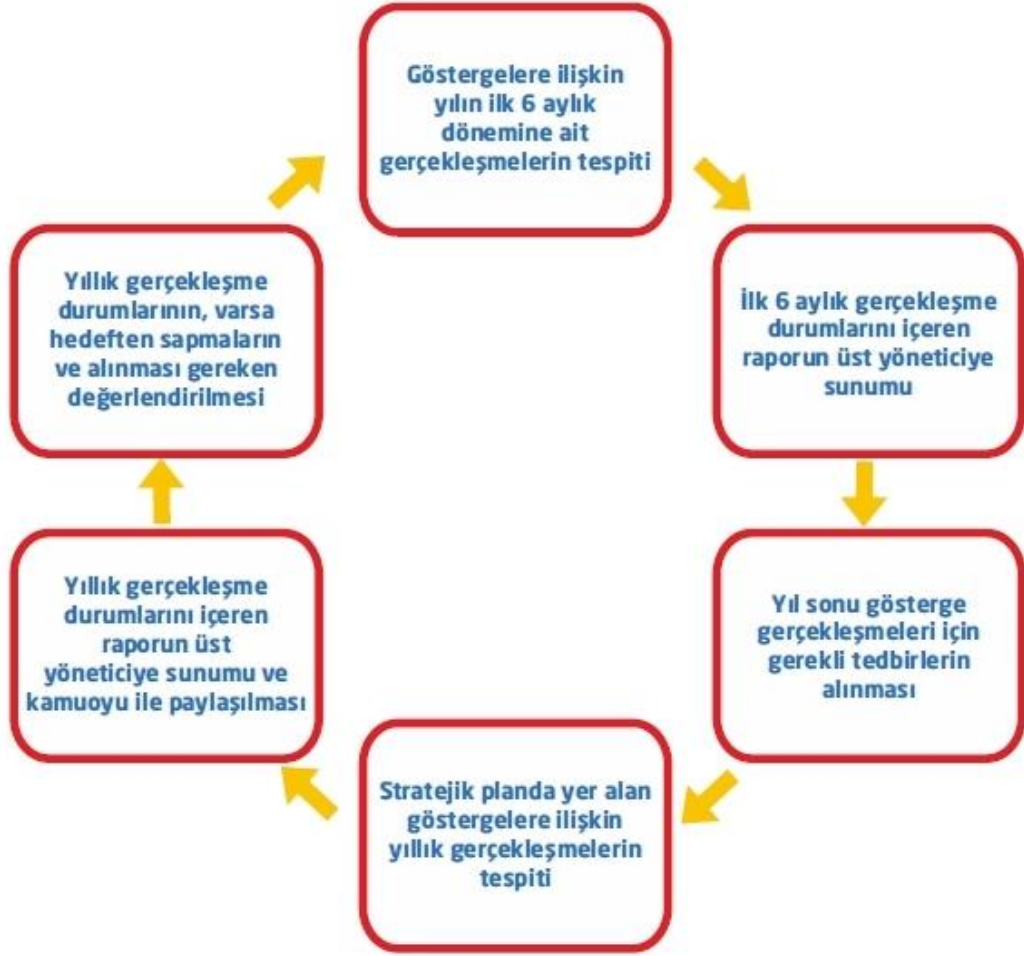 Göstergelere ilişkin
yılın ilk 6 aylık
dönemine ait
gerçekleşmelerin tespiti
İlk 6 aylık gerçekleşme
durumlarını içeren
raporun üst yöneticiye
sunumu
Yıl sonu gösterge
gerçekleşmeleri için
gerekli tedbirlerin
alınması
Stratejik planda yer alan
göstergelere ilişkin
yıllık gerçekleşmelerin
tespiti
Yıllık gerçekleşme
durumlarını içeren
raporun üst
yöneticiye sunumu ve
kamuoyu ile paylaşılması
Yıllık gerçekleşme
durumlarının, varsa
hedeften sapmaların
ve alınması gereken
değerlendirilmesi